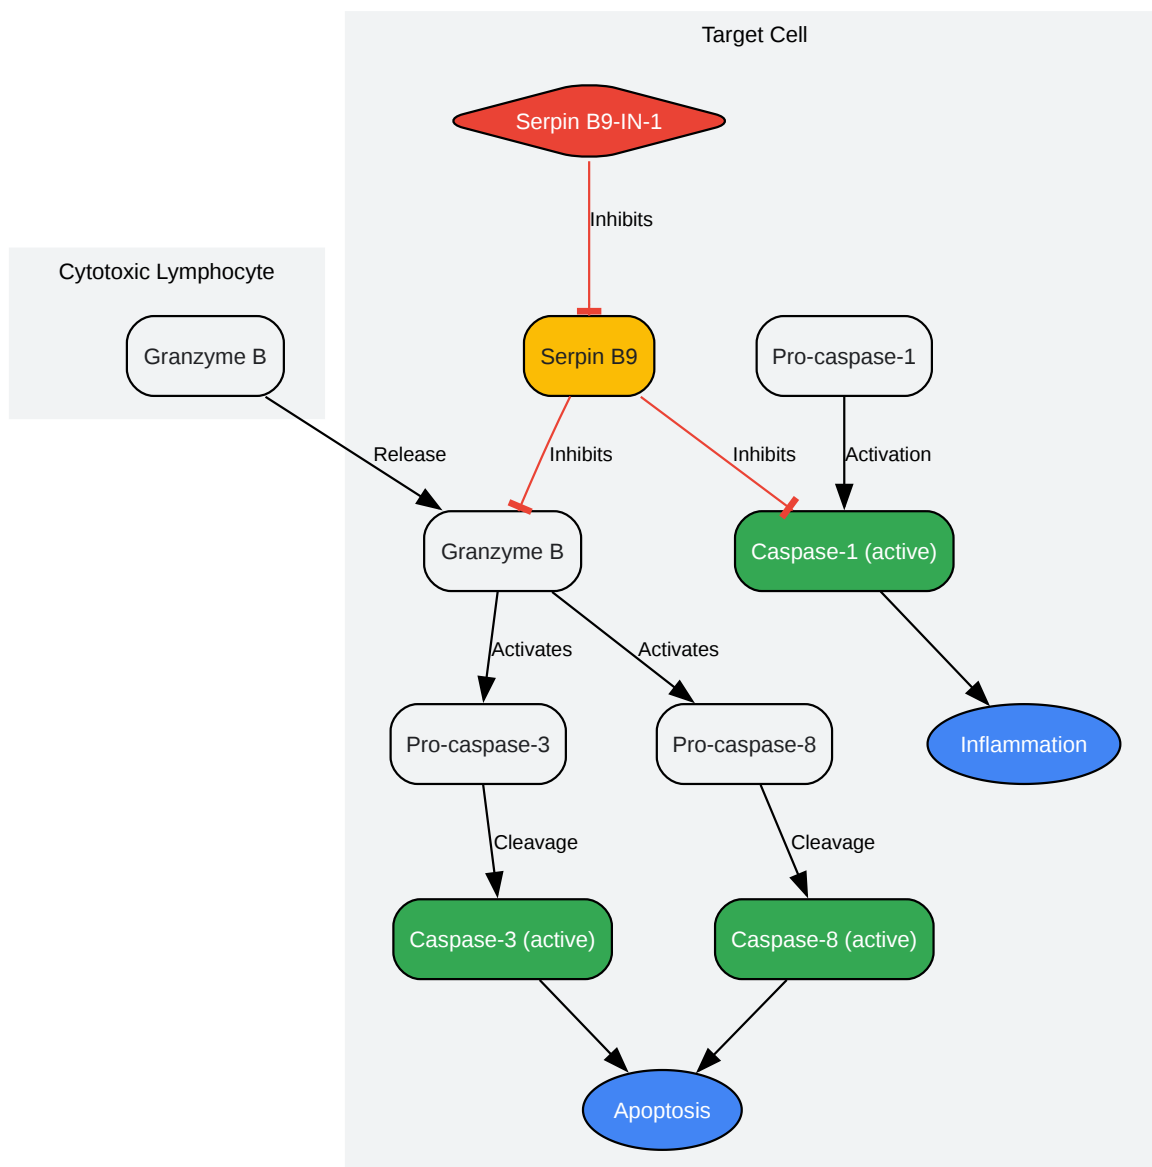 Target Cell
Serpin B9-IN-1
Inhibits
Cytotoxic Lymphocyte
Granzyme B
Serpin B9
Pro-caspase-1
Release
Inhibits
Inhibits
Activation
Granzyme B
Caspase-1 (active)
Activates
Activates
Pro-caspase-3
Pro-caspase-8
Inflammation
Cleavage
Cleavage
Caspase-3 (active)
Caspase-8 (active)
Apoptosis